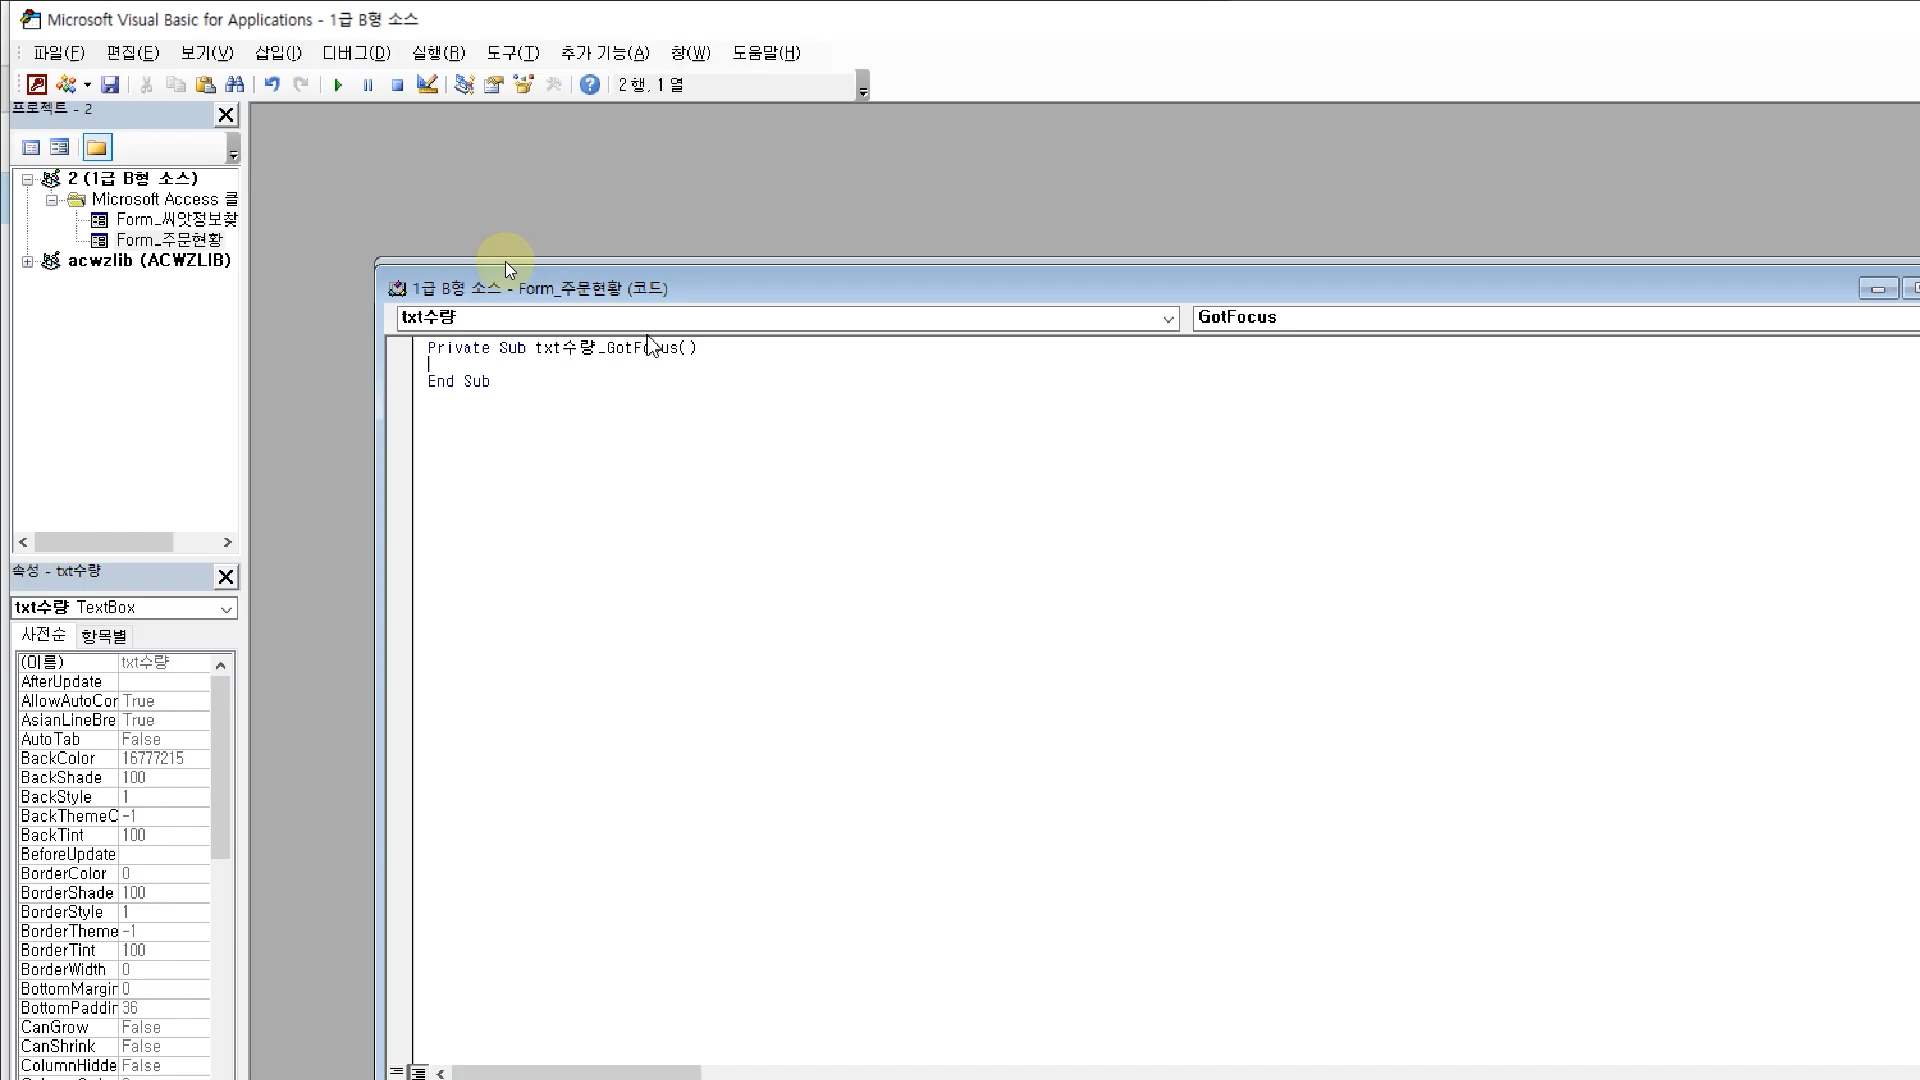 Microsoft Visual Basic for Applications - 1급 B형 소스
파일(F) 편집(E) 보기(V) 삽입(I) 디버그(D) 실행(R) 도구(T) 추가 기능(A) 창(W) 도움말(H)
2 행, 1 열
프로젝트 - 2
2 (1급 B형 소스)
Microsoft Access 클
Form_씨앗정보찾
Form_주문현황
acwzlib (ACWZLIB)
1급 B형 소스 - Form_주문현황 (코드)
txt수량 GotFocus
Private Sub txt수량_GotFocus()
End Sub
속성 - txt수량
txt수량 TextBox
사전순 항목별
(이름) txt수량
AfterUpdate
AllowAutoCor True
AsianLineBre True
AutoTab False
BackColor 16777215
BackShade 100
BackStyle 1
BackThemeC -1
BackTint 100
BeforeUpdate
BorderColor 0
BorderShade 100
BorderStyle 1
BorderTheme -1
BorderTint 100
BorderWidth 0
BottomMargin 0
BottomPaddir 36
CanGrow False
CanShrink False
ColumnHidde False